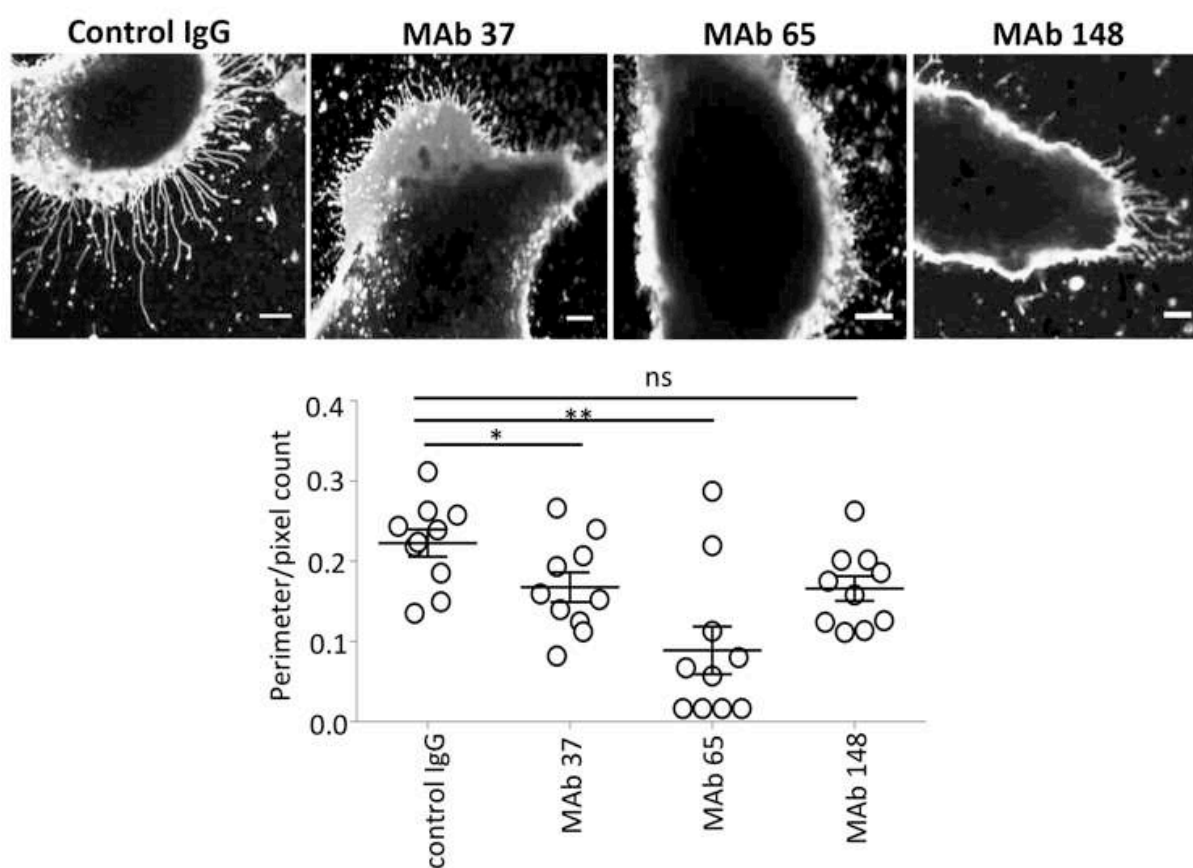 Control IgG MAb 37 MAb 65 MAb 148
ns
**
*
Perimeter/pixel count
0.4
0.3
0.2
0.1
0.0
control IgG
MAb 37
MAb 65
MAb 148